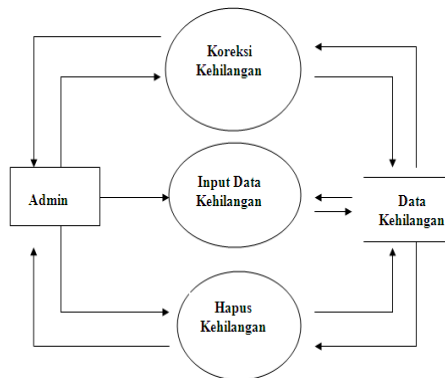 Koreksi
Kehilangan
Input Data
Kehilangan
Admin
Data
Kehilangan
Hapus
Kehilangan